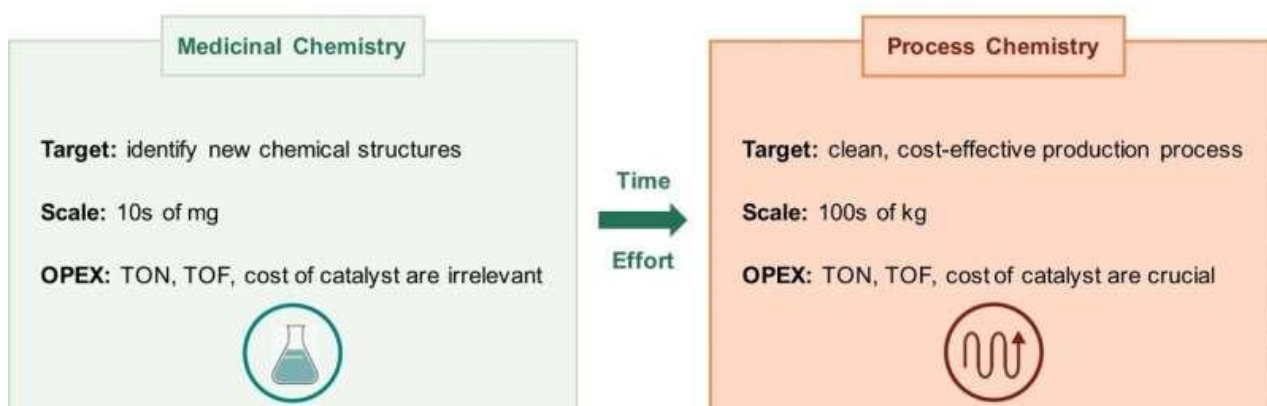 Medicinal Chemistry
Target: identify new chemical structures
Scale: 10s of mg
OPEX: TON, TOF, cost of catalyst are irrelevant
Time
Effort
Process Chemistry
Target: clean, cost-effective production process
Scale: 100s of kg
OPEX: TON, TOF, cost of catalyst are crucial